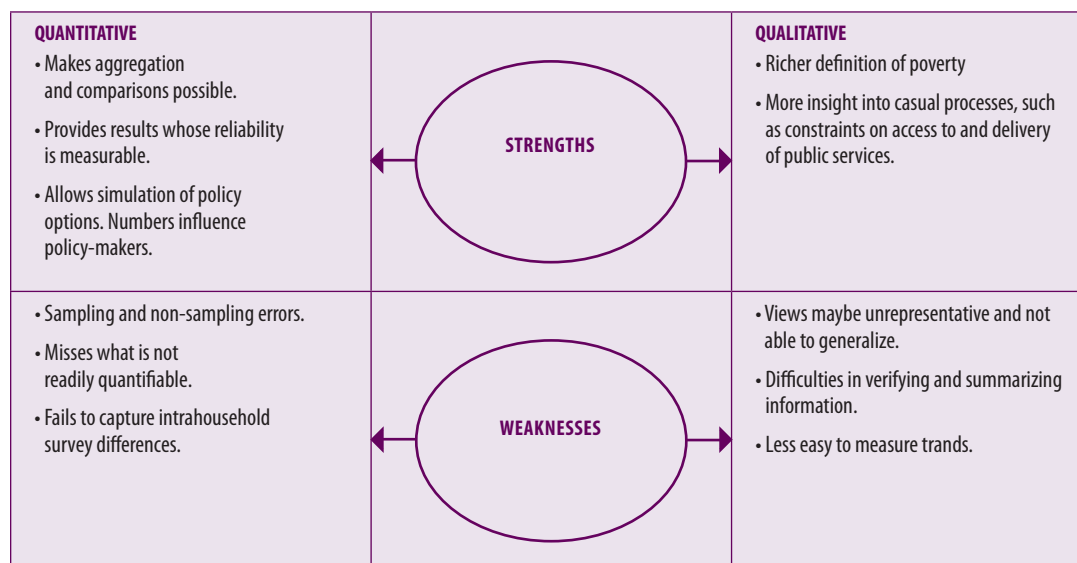 QUANTITATIVE
• Makes aggregation
and comparisons possible.
• Provides results whose reliability
is measurable.
• Allows simulation of policy
options. Numbers influence
policy-makers.
STRENGTHS
QUALITATIVE
• Richer definition of poverty
• More insight into casual processes, such
as constraints on access to and delivery
of public services.
• Sampling and non-sampling errors.
• Misses what is not
readily quantifiable.
• Fails to capture intrahousehold
survey differences.
WEAKNESSES
• Views maybe unrepresentative and not
able to generalize.
• Difficulties in verifying and summarizing
information.
• Less easy to measure trands.